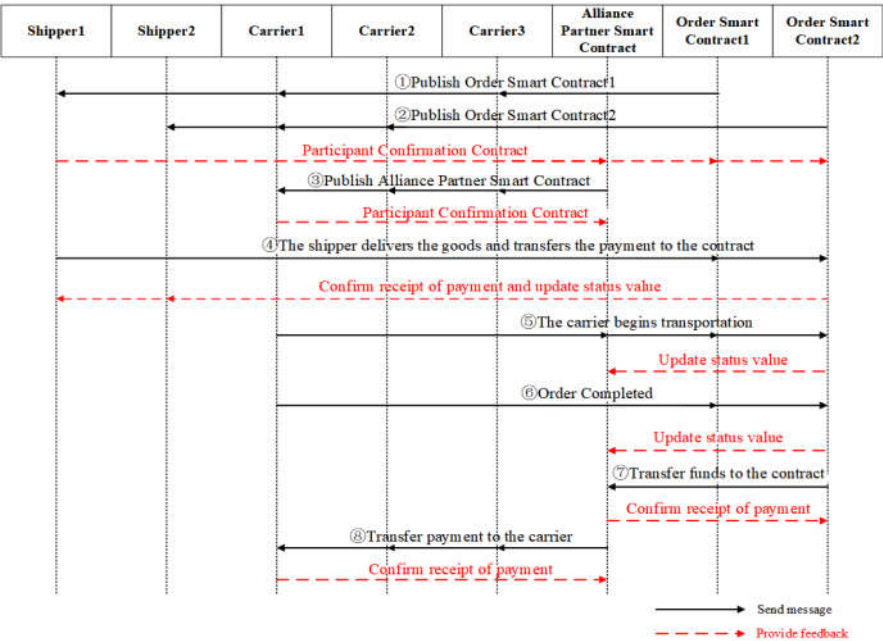 Shipper1
Shipper2
Carrier1
Carrier2
Carrier3
Alliance
Partner Smart
Contract
Order Smart
Contract1
Order Smart
Contract2
①Publish Order Smart Contract1
②Publish Order Smart Contract2
Participant Confirmation Contract
③Publish Alliance Partner Smart Contract
Participant Confirmation Contract
④The shipper delivers the goods and transfers the payment to the contract
Confirm receipt of payment and update status value
⑤The carrier begins transportation
Update status value
⑥Order Completed
Update status value
⑦Transfer funds to the contract
Confirm receipt of payment
⑧Transfer payment to the carrier
Confirm receipt of payment
Send message
Provide feedback